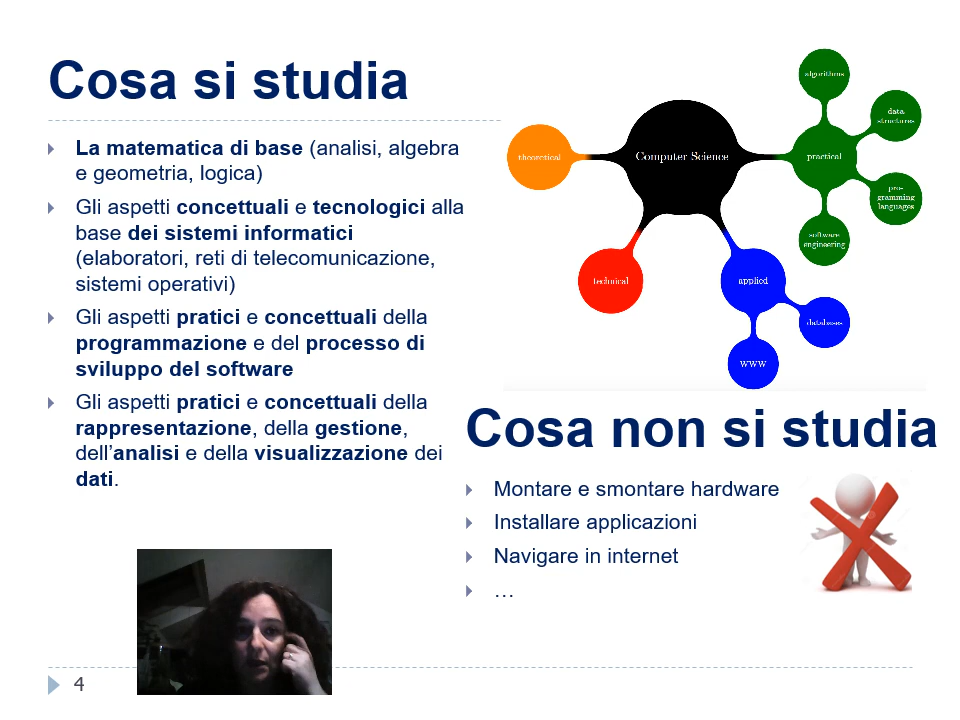 Cosa si studia
La matematica di base (analisi, algebra
e geometria, logica)
Gli aspetti concettuali e tecnologici alla
base dei sistemi informatici
(elaboratori, reti di telecomunicazione,
sistemi operativi)
Gli aspetti pratici e concettuali della
programmazione e del processo di
sviluppo del software
Gli aspetti pratici e concettuali della
rappresentazione, della gestione,
dell’analisi e della visualizzazione dei
dati.
Computer Science
theoretical
technical
applied
databases
WWW
practical
algorithms
data
structures
pro-
gramming
languages
software
engineering
Cosa non si studia
Montare e smontare hardware
Installare applicazioni
Navigare in internet
…
4